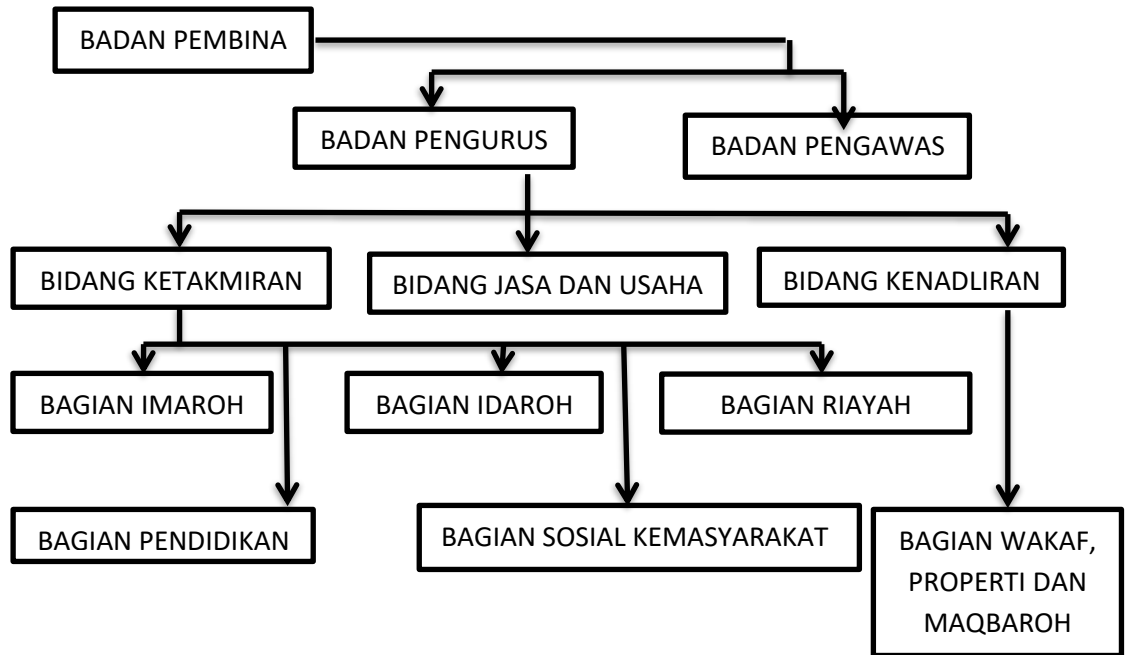 BADAN PEMBINA
BADAN PENGURUS
BADAN PENGAWAS
BIDANG KETAKMIRAN
BIDANG JASA DAN USAHA
BIDANG KENADLIRAN
BAGIAN IMAROH
BAGIAN IDAROH
BAGIAN RIAYAH
BAGIAN PENDIDIKAN
BAGIAN SOSIAL KEMASYARAKAT
BAGIAN WAKAF,
PROPERTI DAN
MAQBAROH